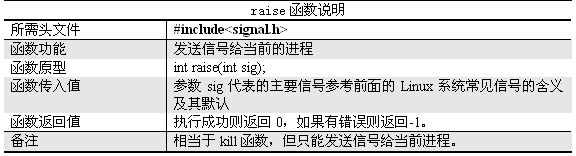 raise函数说明
所需头文件 #include<signal.h>
函数功能 发送信号给当前的进程
函数原型 int raise(int sig);
函数传入值 参数 sig 代表的主要信号参考前面的 Linux 系统常见信号的含义
及其默认
函数返回值 执行成功则返回 0，如果有错误则返回-1。
备注 相当于 kill 函数，但只能发送信号给当前进程。